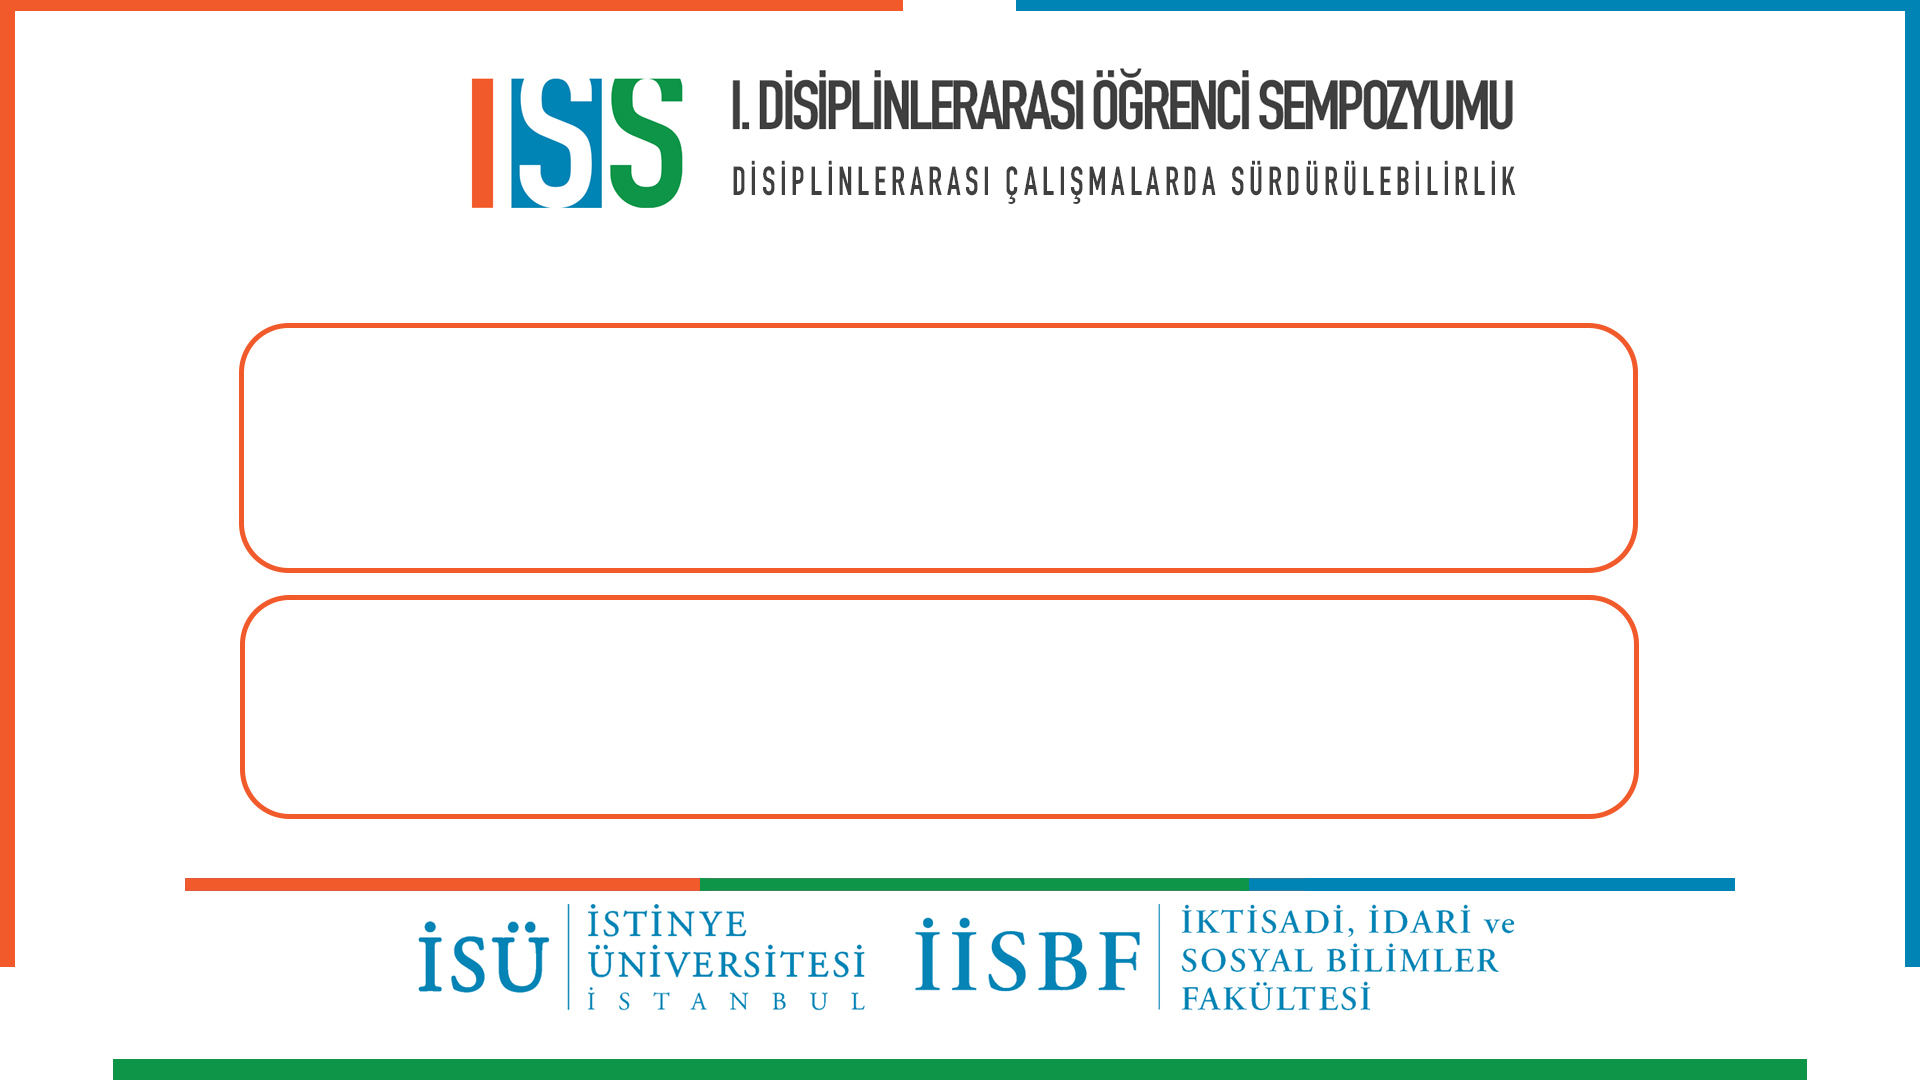 ISS
I. DİSİPLİNLERARASI ÖĞRENCİ SEMPOZYUMU
DİSİPLİNLERARASI ÇALIŞMALARDA SÜRDÜRÜLEBİLİRLİK
İSÜ
İSTİNYE
ÜNİVERSİTESİ
İSTANBUL
İİSBF
İKTİSADİ, İDARİ ve
SOSYAL BİLİMLER
FAKÜLTESİ